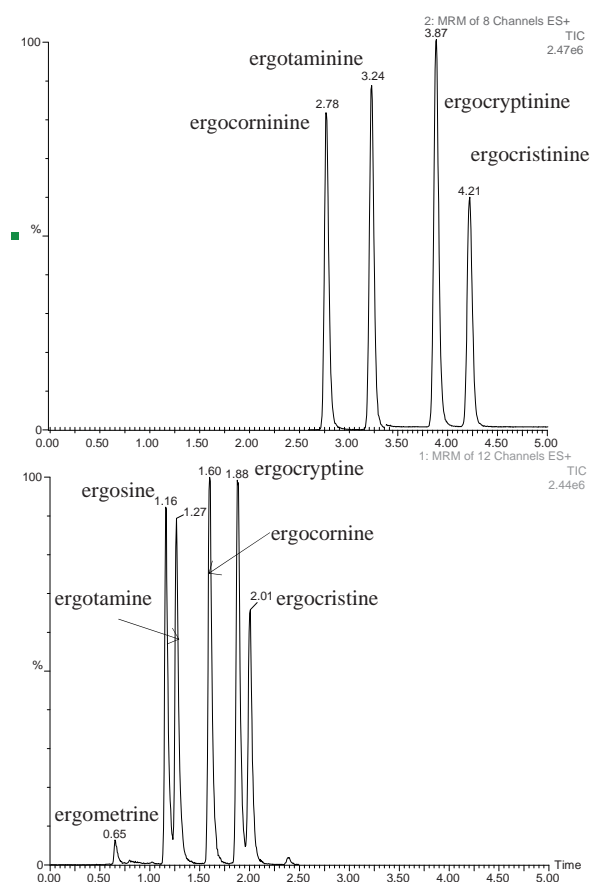 2: MRM of 8 Channels ES+
TIC
2.47e6
100
3.87
ergotaminine
3.24
ergocryptinine
2.78
ergocorninine
ergocristinine
4.21
%
0
0.00 0.50 1.00 1.50 2.00 2.50 3.00 3.50 4.00 4.50 5.00
1: MRM of 12 Channels ES+
TIC
2.44e6
100
1.60 1.88 ergocryptine
ergosine 1.16
1.27
ergocornine
ergotamine
2.01 ergocristine
%
ergometrine
0.65
0
Time
0.00 0.50 1.00 1.50 2.00 2.50 3.00 3.50 4.00 4.50 5.00